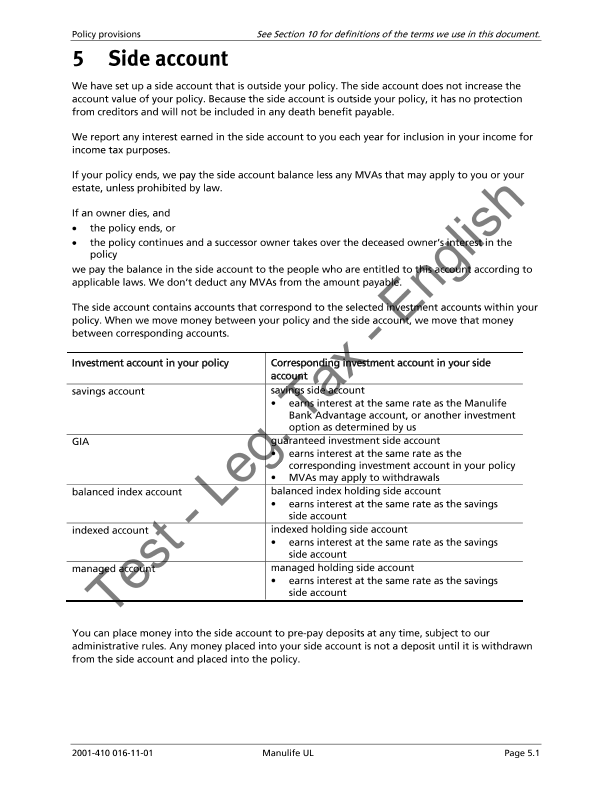 Policy provisions See Section 10 for definitions of the terms we use in this document.
5 Side account
We have set up a side account that is outside your policy. The side account does not increase the
account value of your policy. Because the side account is outside your policy, it has no protection
from creditors and will not be included in any death benefit payable.
We report any interest earned in the side account to you each year for inclusion in your income for
income tax purposes.
If your policy ends, we pay the side account balance less any MVAs that may apply to you or your
estate, unless prohibited by law.
If an owner dies, and
• the policy ends, or
• the policy continues and a successor owner takes over the deceased owner's interest in the
policy
we pay the balance in the side account to the people who are entitled to this account according to
applicable laws. We don't deduct any MVAs from the amount payable.
The side account contains accounts that correspond to the selected investment accounts within your
policy. When we move money between your policy and the side account, we move that money
between corresponding accounts.
Investment account in your policy Corresponding investment account in your side
account
savings account savings side account
• earns interest at the same rate as the Manulife
Bank Advantage account, or another investment
option as determined by us
GIA guaranteed investment side account
• earns interest at the same rate as the
corresponding investment account in your policy
• MVAs may apply to withdrawals
balanced index account balanced index holding side account
• earns interest at the same rate as the savings
side account
indexed account indexed holding side account
• earns interest at the same rate as the savings
side account
managed account managed holding side account
• earns interest at the same rate as the savings
side account
You can place money into the side account to pre-pay deposits at any time, subject to our
administrative rules. Any money placed into your side account is not a deposit until it is withdrawn
from the side account and placed into the policy.
2001-410 016-11-01 Manulife UL Page 5.1
Test - Leg. Tax - English